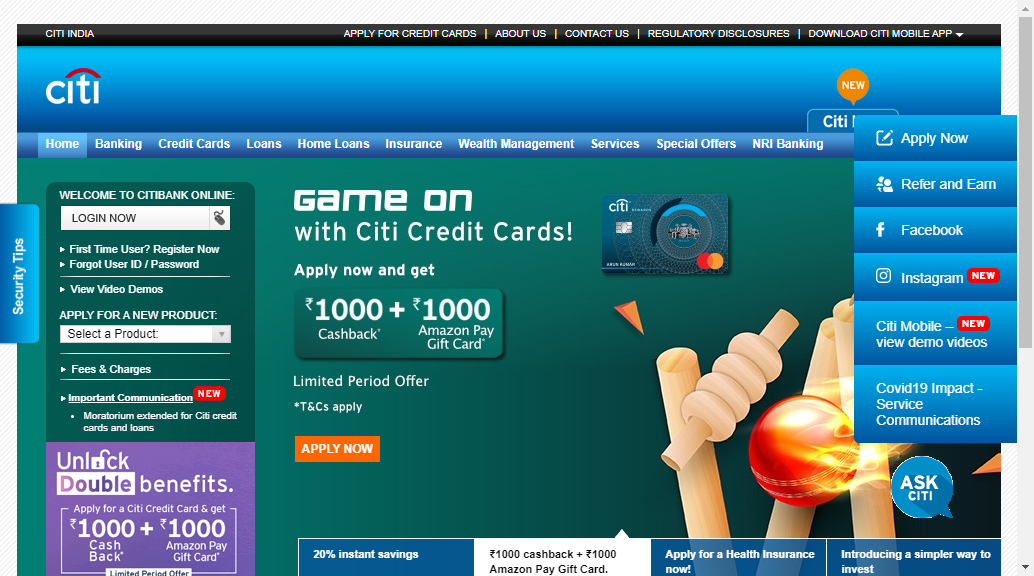 CITI INDIA
APPLY FOR CREDIT CARDS | ABOUT US | CONTACT US | REGULATORY DISCLOSURES | DOWNLOAD CITI MOBILE APP
citi
NEW
Citi
Home Banking Credit Cards Loans Home Loans Insurance Wealth Management Services Special Offers NRI Banking
Security Tips
WELCOME TO CITIBANK ONLINE:
LOGIN NOW
First Time User? Register Now
Forgot User ID / Password
View Video Demos
APPLY FOR A NEW PRODUCT:
Select a Product:
Fees & Charges
Important Communication NEW
Moratorium extended for Citi credit
cards and loans
Unlock
Double benefits.
Apply for a Citi Credit Card & get
₹1000 + ₹1000
Cash
Back*
Amazon Pay
Gift Card*
Limited Period Offer
Game on
with Citi Credit Cards!
Apply now and get
₹1000 + ₹1000
Cashback*
Amazon Pay
Gift Card*
Limited Period Offer
*T&Cs apply
APPLY NOW
citi REWARDS
ARUN KUMAR
Apply Now
Refer and Earn
Facebook
Instagram NEW
Citi Mobile – NEW
view demo videos
Covid19 Impact -
Service
Communications
ASK
CITI
20% instant savings
₹1000 cashback + ₹1000
Amazon Pay Gift Card.
Apply for a Health Insurance
now!
Introducing a simpler way to
invest